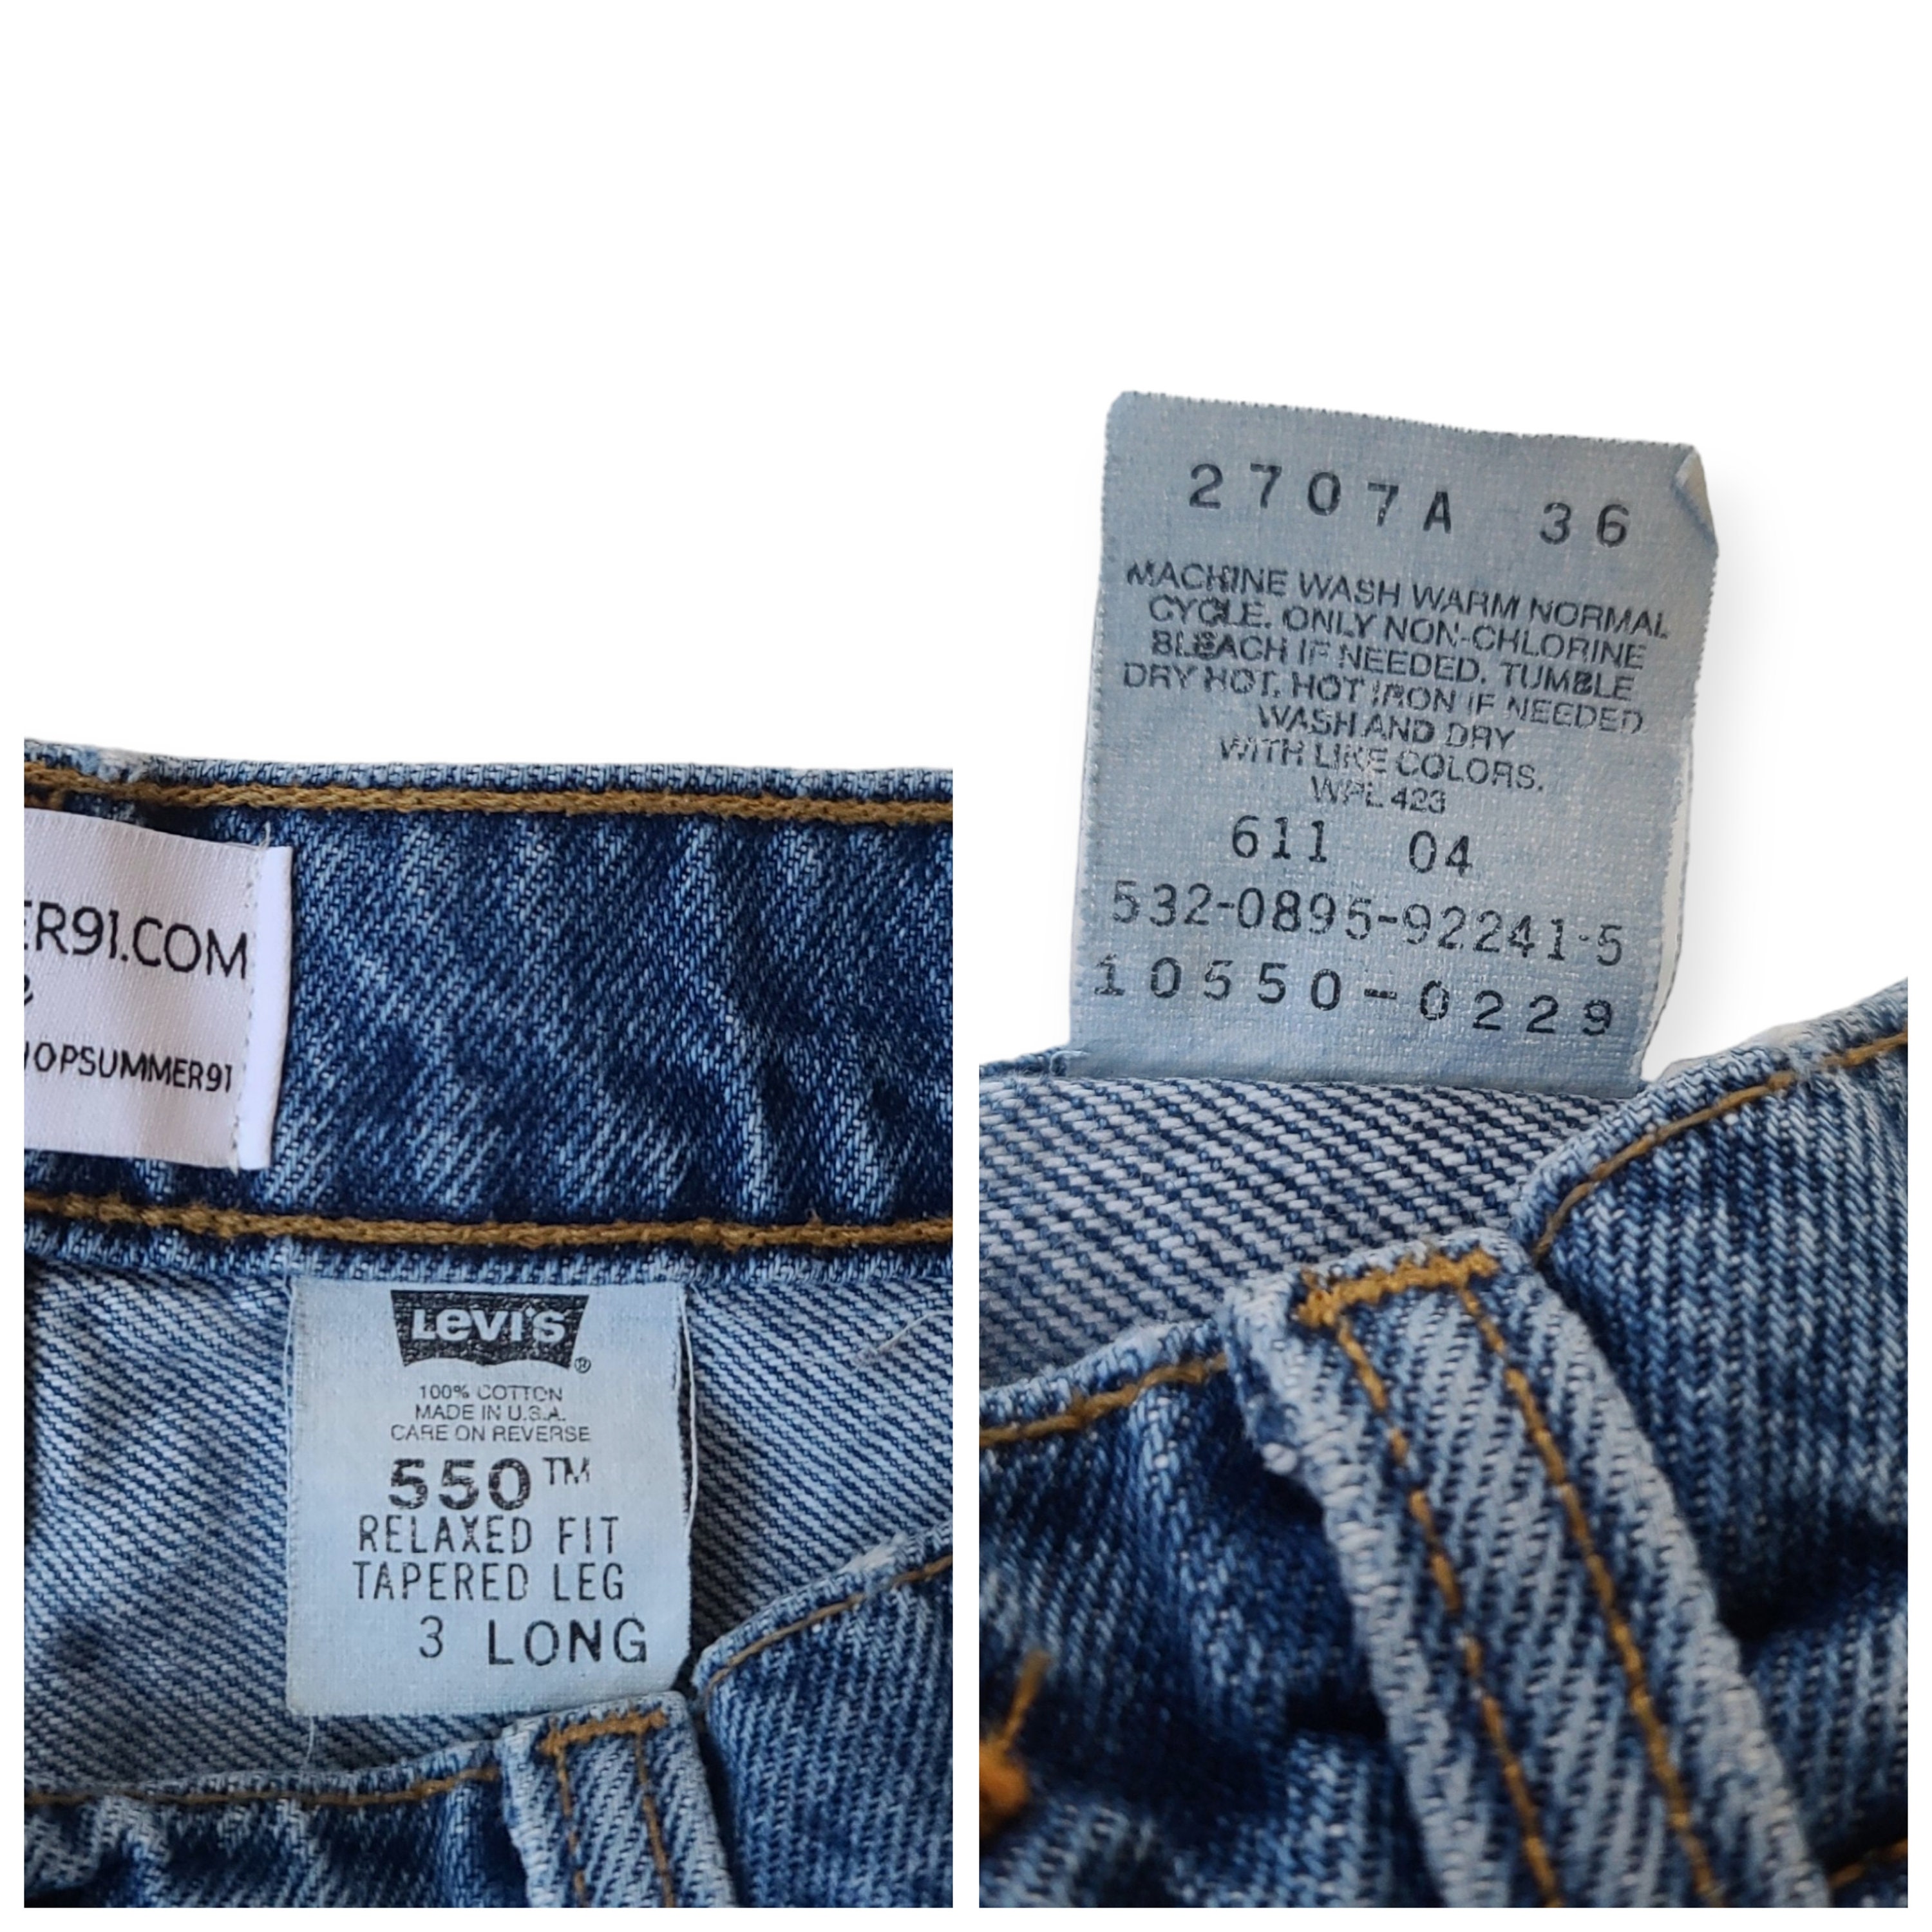 ER91.COM
OPSUMMER91
LEVI'S®
100% COTTON
MADE IN U.S.A.
CARE ON REVERSE
550™
RELAXED FIT
TAPERED LEG
3 LONG
2707A 36
MACHINE WASH WARM NORMAL
CYCLE. ONLY NON-CHLORINE
BLEACH IF NEEDED. TUMBLE
DRY HOT. HOT IRON IF NEEDED
WASH AND DRY
WITH LIKE COLORS.
WPL 423
611 04
532-0895-92241-5
10550-0229